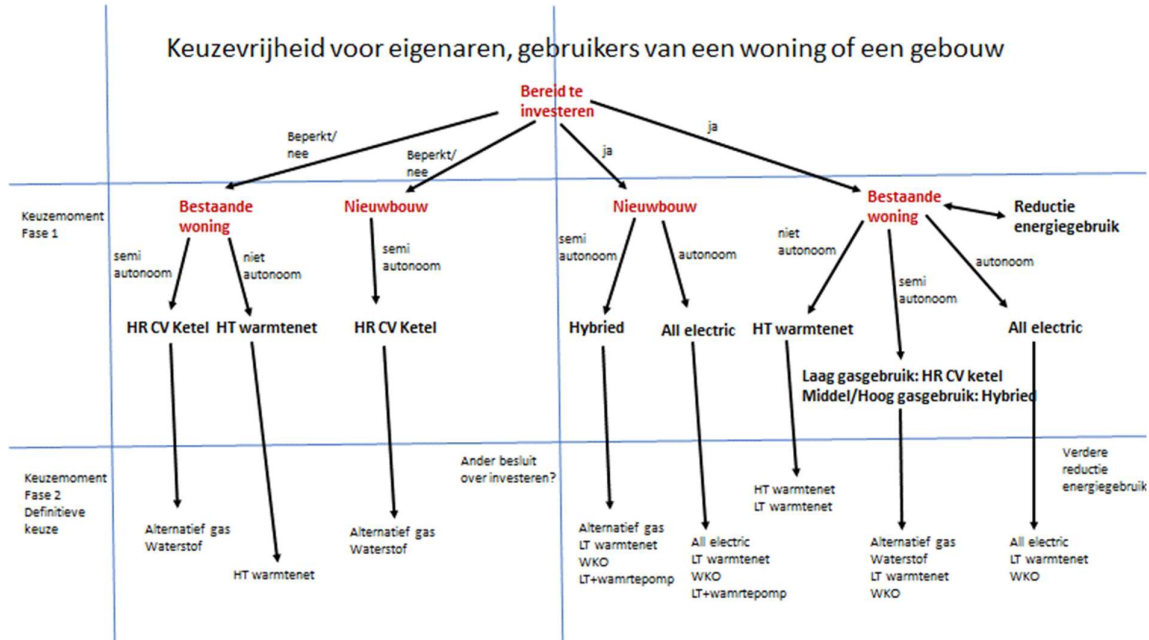 Keuzevrijheid voor eigenaren, gebruikers van een woning of een gebouw
Bereid te
investeren
Beperkt/
nee
Beperkt/
nee
ja
ja
Keuzemoment
Fase 1
Bestaande
woning
Nieuwbouw
Nieuwbouw
Bestaande
woning
Reductie
energiegebruik
semi
autonoom
niet
autonoom
semi
autonoom
semi
autonoom
autonoom
niet
autonoom
semi
autonoom
autonoom
HR CV Ketel
HT warmtenet
HR CV Ketel
Hybried
All electric
HT warmtenet
All electric
Laag gasgebruik: HR CV ketel
Middel/Hoog gasgebruik: Hybried
Keuzemoment
Fase 2
Definitieve
keuze
Ander besluit
over investeren?
Verdere
reductie
energiegebruik
Alternatief gas
Waterstof
HT warmtenet
Alternatief gas
Waterstof
Alternatief gas
LT warmtenet
WKO
LT+wamrtepomp
All electric
LT warmtenet
WKO
LT+wamrtepomp
HT warmtenet
LT warmtenet
Alternatief gas
Waterstof
LT warmtenet
WKO
All electric
LT warmtenet
WKO